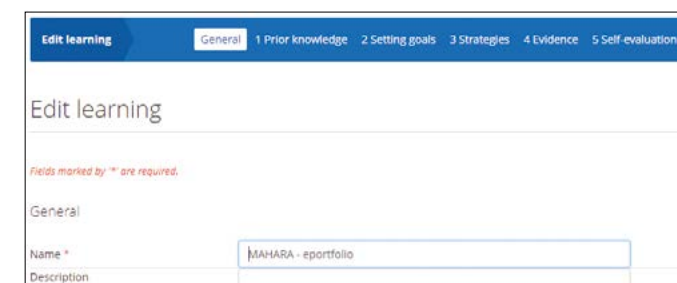 Edit learning General 1 Prior knowledge 2 Setting goals 3 Strategies 4 Evidence 5 Self-evaluation
Edit learning
Fields marked by '*' are required.
General
Name * MAHARA - eportfolio
Description